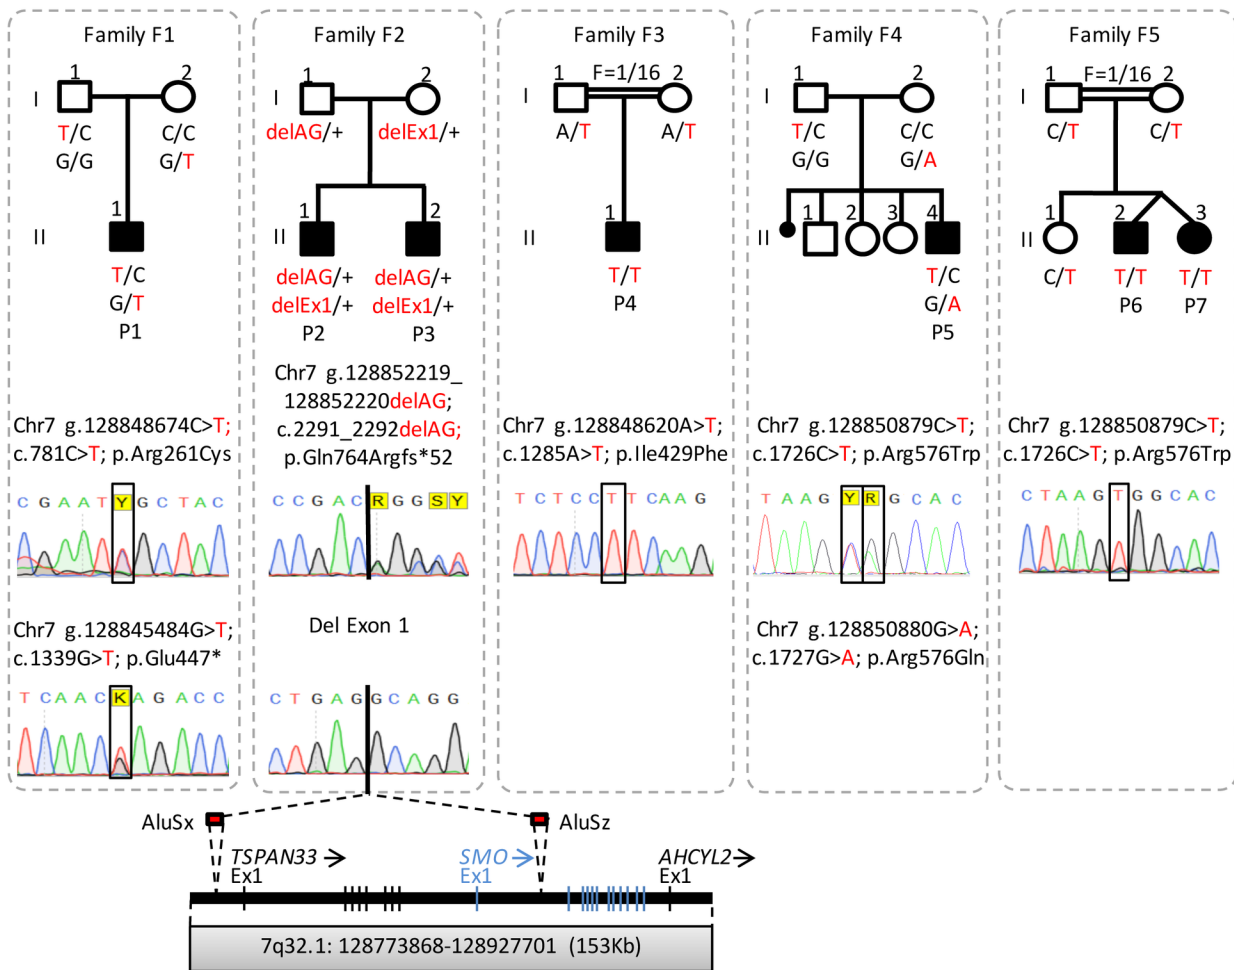 Family F1
1
2
I
T/C
C/C
G/G
G/T
II
1
T/C
G/T
P1
Chr7 g.128848674C>T;
c.781C>T; p.Arg261Cys
C G A A T Y G C T A C
Chr7 g.128845484G>T;
c.1339G>T; p.Glu447*
T C A A C K A G A C C
Family F2
1
2
I
delAG/+
delEx1/+
1
2
II
delAG/+
delAG/+
delEx1/+
delEx1/+
P2
P3
Chr7 g.128852219_
128852220delAG;
c.2291_2292delAG;
p.Gln764Argfs*52
C C G A C R G G S Y
Del Exon 1
C T G A G G C A G G
Family F3
1
F=1/16
2
I
A/T
A/T
1
II
T/T
P4
Chr7 g.128848620A>T;
c.1285A>T; p.Ile429Phe
T C T C C T T C A A G
Family F4
1
2
I
T/C
C/C
G/G
G/A
1
2
3
4
II
T/C
G/A
P5
Chr7 g.128850879C>T;
c.1726C>T; p.Arg576Trp
T A A G Y R G C A C
Chr7 g.128850880G>A;
c.1727G>A; p.Arg576Gln
Family F5
1
F=1/16
2
I
C/T
C/T
1
2
3
II
C/T
T/T
T/T
P6
P7
Chr7 g.128850879C>T;
c.1726C>T; p.Arg576Trp
C T A A G T G G C A C
AluSx
AluSz
TSPAN33
SMO
AHCYL2
Ex1
Ex1
Ex1
7q32.1: 128773868-128927701 (153Kb)